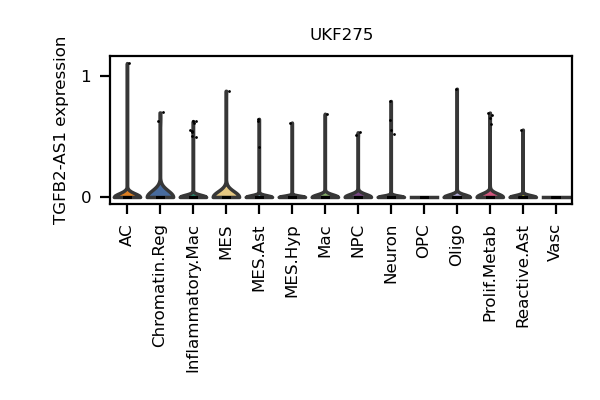 UKF275
TGFB2-AS1 expression
1
0
AC
Chromatin.Reg
Inflammatory.Mac
MES
MES.Ast
MES.Hyp
Mac
NPC
Neuron
OPC
Oligo
Prolif.Metab
Reactive.Ast
Vasc